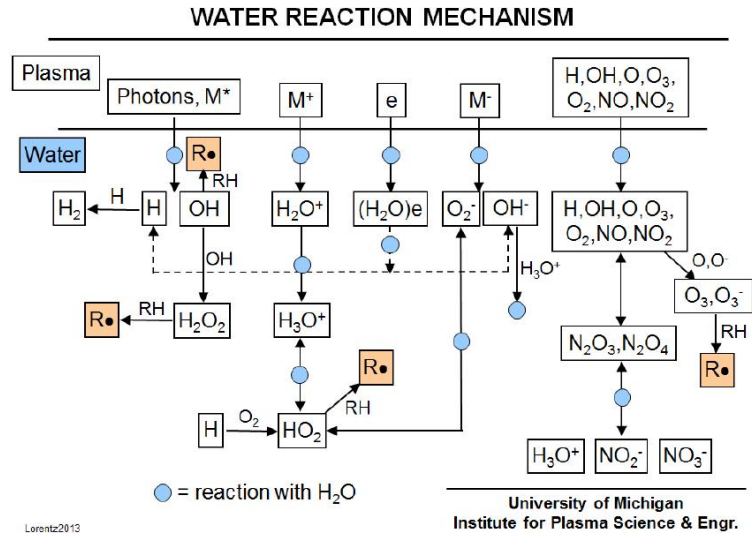 WATER REACTION MECHANISM
Plasma
Photons, M*
M⁺
e
M⁻
H,OH,O,O₃,
O₂,NO,NO₂
Water
R●
RH
H₂
H
H
OH
H₂O⁺
(H₂O)e
O₂⁻
OH⁻
H,OH,O,O₃,
O₂,NO,NO₂
OH
H₃O⁺
O,O⁻
O₃,O₃⁻
R●
RH
H₂O₂
H₃O⁺
N₂O₃,N₂O₄
RH
R●
R●
RH
H
O₂
HO₂
H₃O⁺
NO₂⁻
NO₃⁻
= reaction with H₂O
University of Michigan
Institute for Plasma Science & Engr.
Lorentz2013